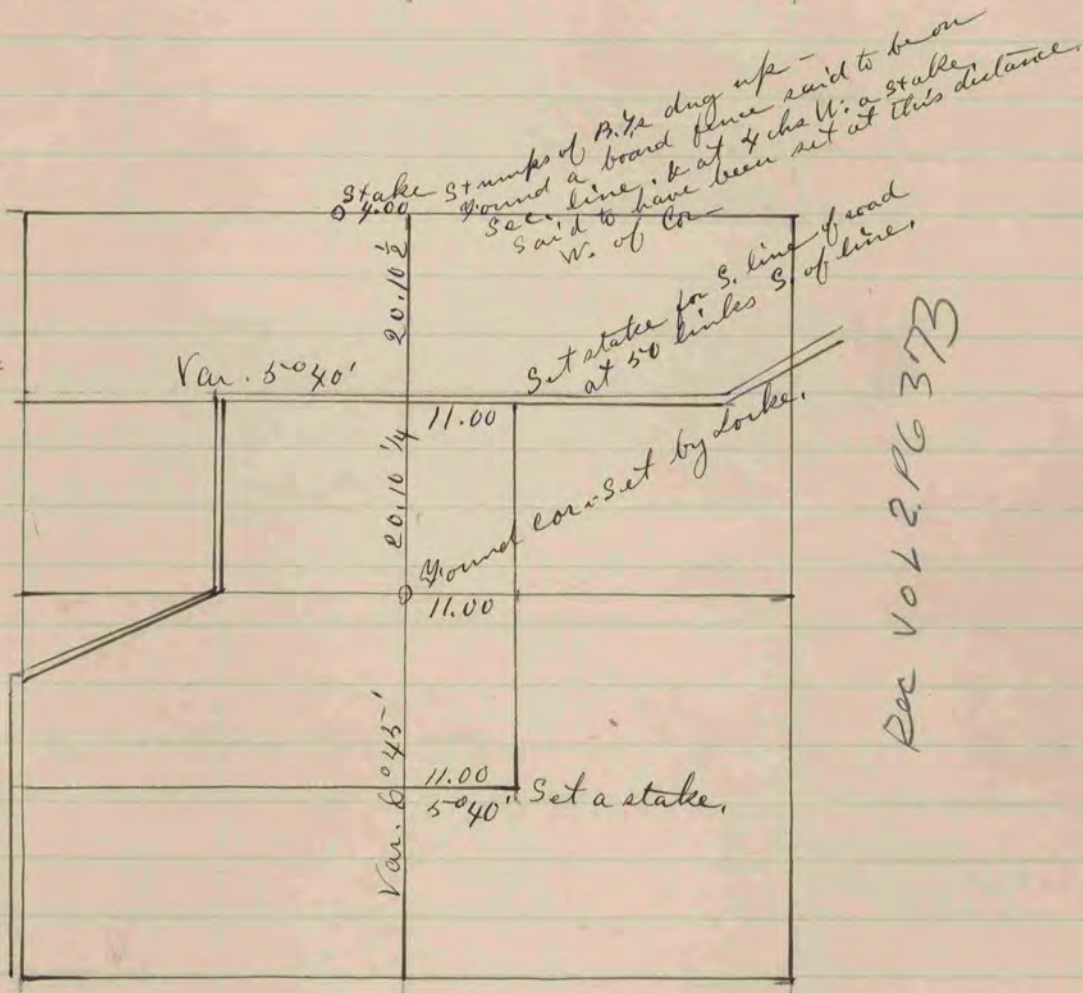 Stumps of B.Ts dug up -
Found a board fence said to be on
Sec. line, & at 4 chs W. a stake,
Said to have been set at this distance,
W. of Cor -
Stake
4.00
20.10 1/2
Set stake for S. line of road
at 50 links S. of line.
Var. 5°40'
11.00
20.10 1/4
Found cor. Set by Locke.
11.00
Rec VOL 2. PG 373
Var. 6°45'
11.00
5°40'
Set a stake,